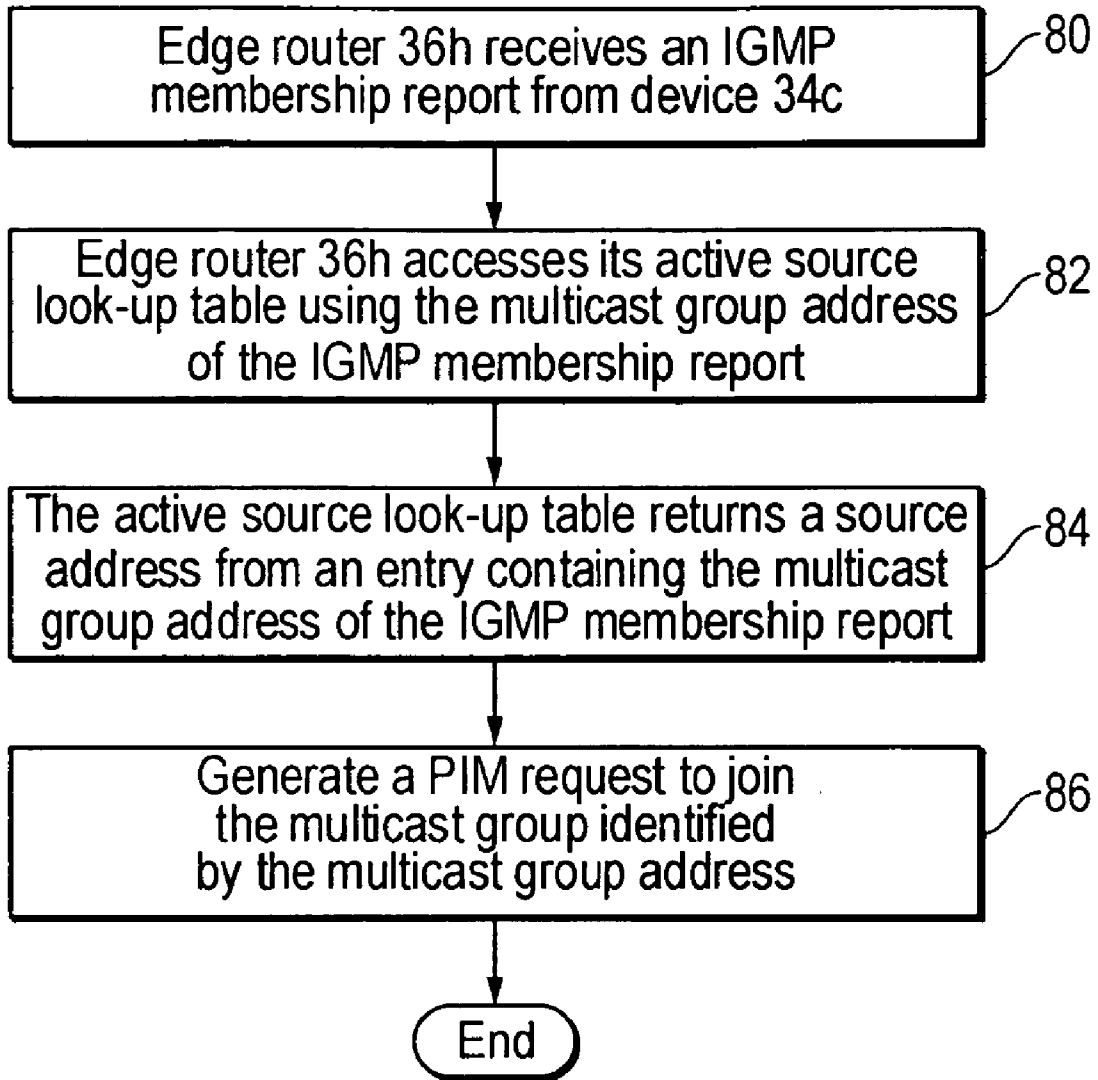 Edge router 36h receives an IGMP
membership report from device 34c
80
Edge router 36h accesses its active source
look-up table using the multicast group address
of the IGMP membership report
82
The active source look-up table returns a source
address from an entry containing the multicast
group address of the IGMP membership report
84
Generate a PIM request to join
the multicast group identified
by the multicast group address
86
End